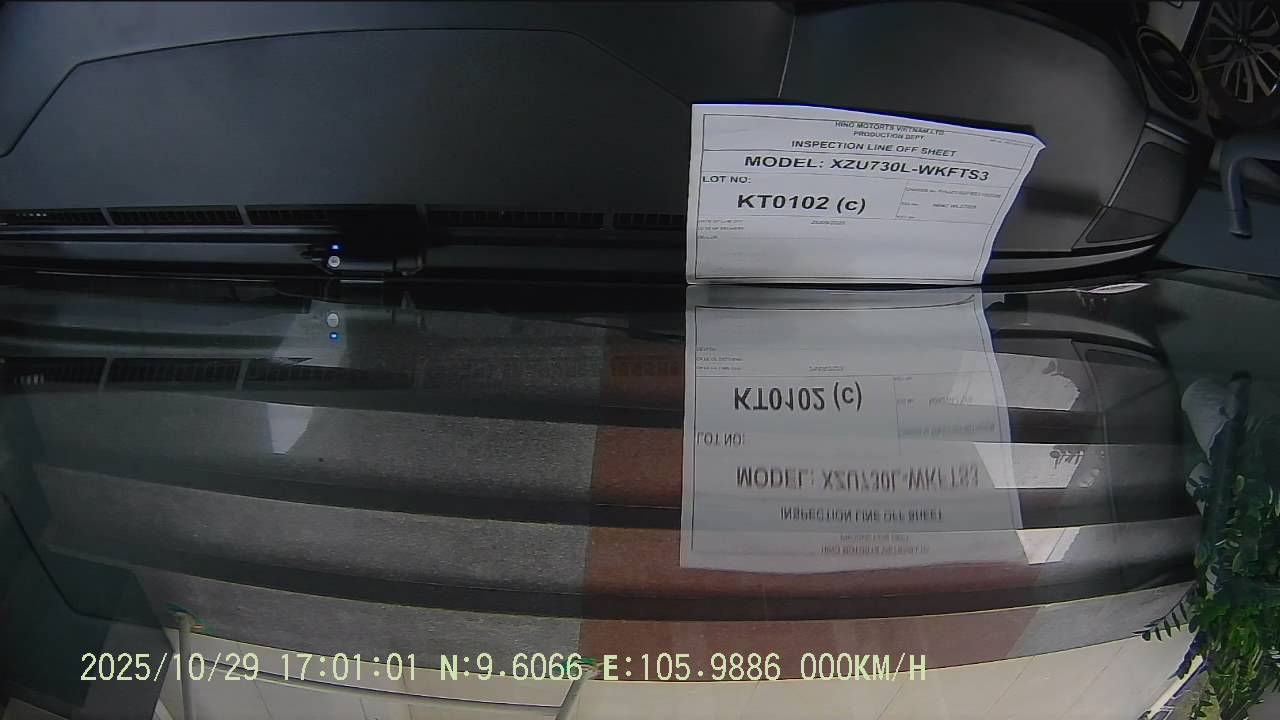 HINO MOTORTS VIETNAM,LTD
PRODUCTION DEPT
INSPECTION LINE OFF SHEET
MODEL: XZU730L-WKFTS3
LOT NO:
KT0102 (c)
2025/10/29 17:01:01 N:9.6066 E:105.9886 000KM/H